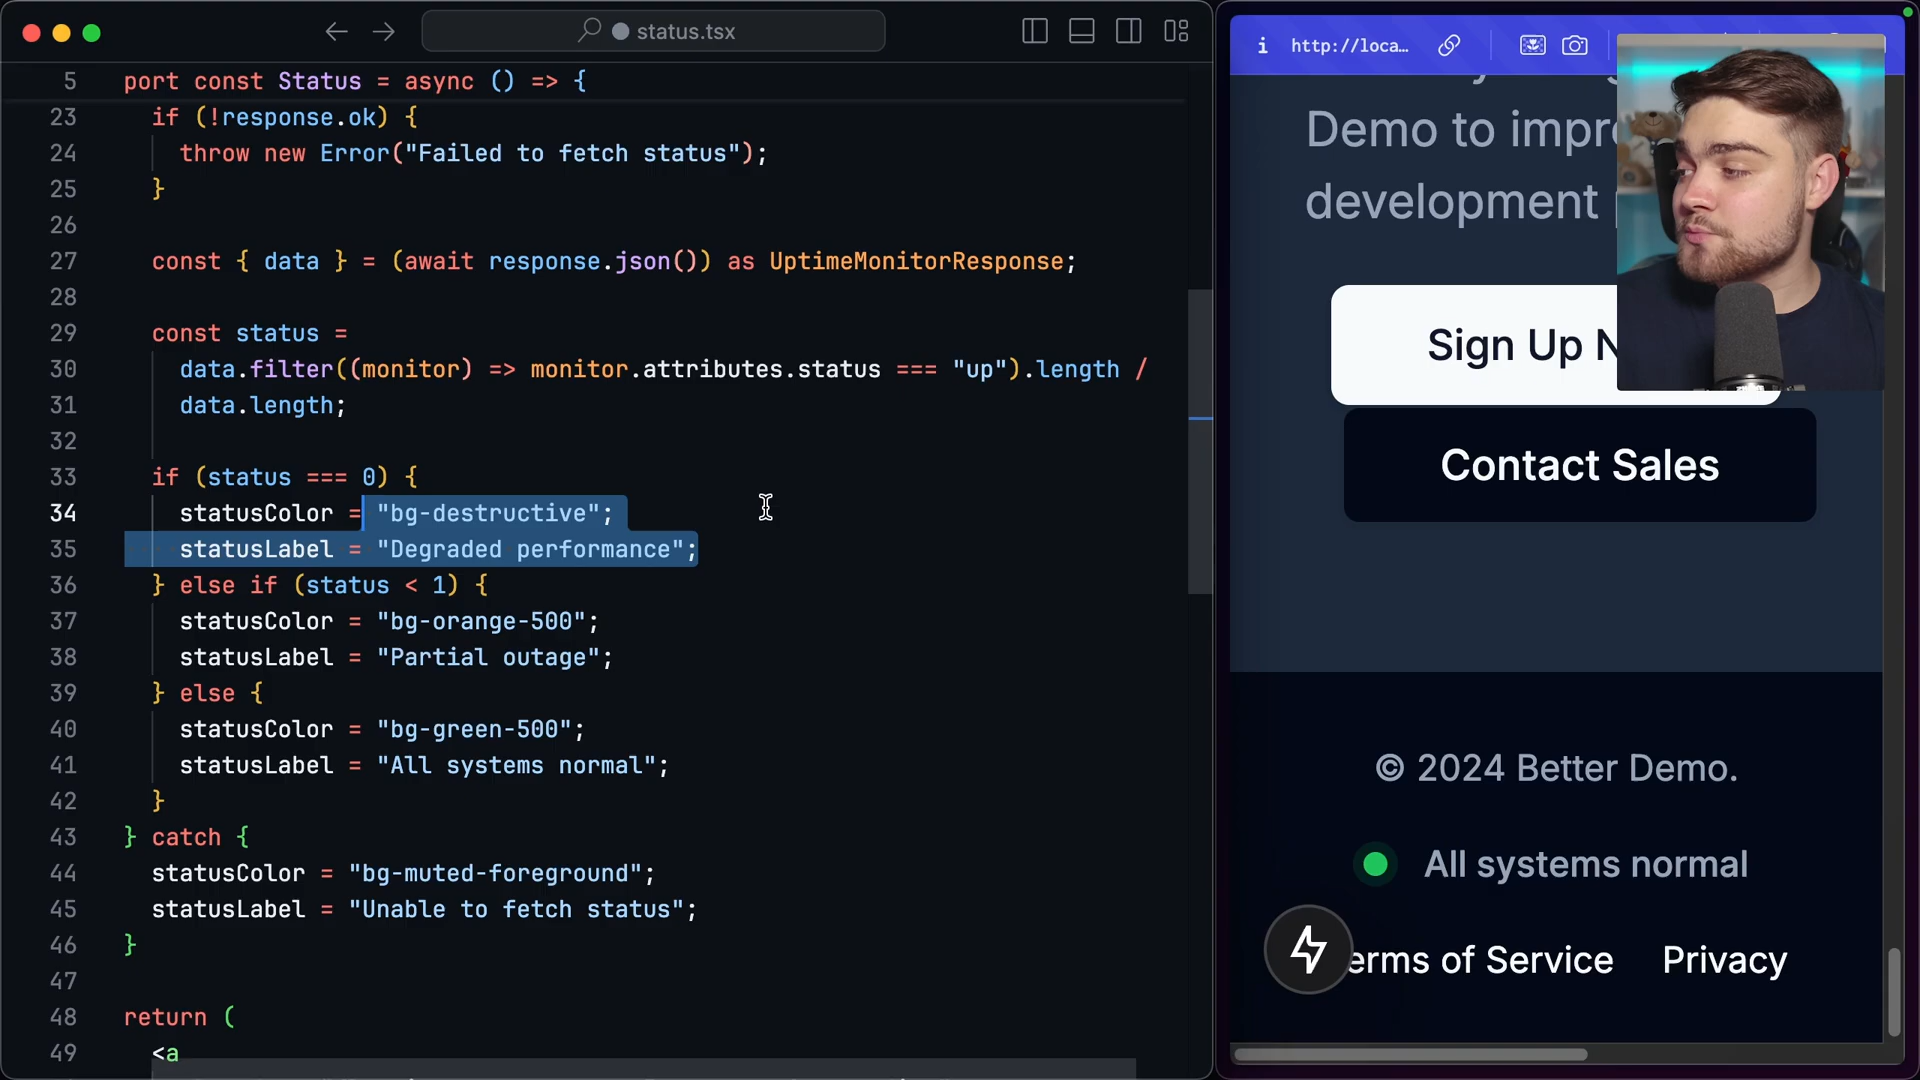 status.tsx
5 port const Status = async () => {
23 if (!response.ok) {
24 throw new Error("Failed to fetch status");
25 }
26
27 const { data } = (await response.json()) as UptimeMonitorResponse;
28
29 const status =
30 data.filter((monitor) => monitor.attributes.status === "up").length /
31 data.length;
32
33 if (status === 0) {
34 statusColor = "bg-destructive";
35 statusLabel = "Degraded performance";
36 } else if (status < 1) {
37 statusColor = "bg-orange-500";
38 statusLabel = "Partial outage";
39 } else {
40 statusColor = "bg-green-500";
41 statusLabel = "All systems normal";
42 }
43 } catch {
44 statusColor = "bg-muted-foreground";
45 statusLabel = "Unable to fetch status";
46 }
47
48 return (
49 <a
http://loca…
Demo to impr
development
Sign Up N
Contact Sales
© 2024 Better Demo.
All systems normal
erms of Service Privacy